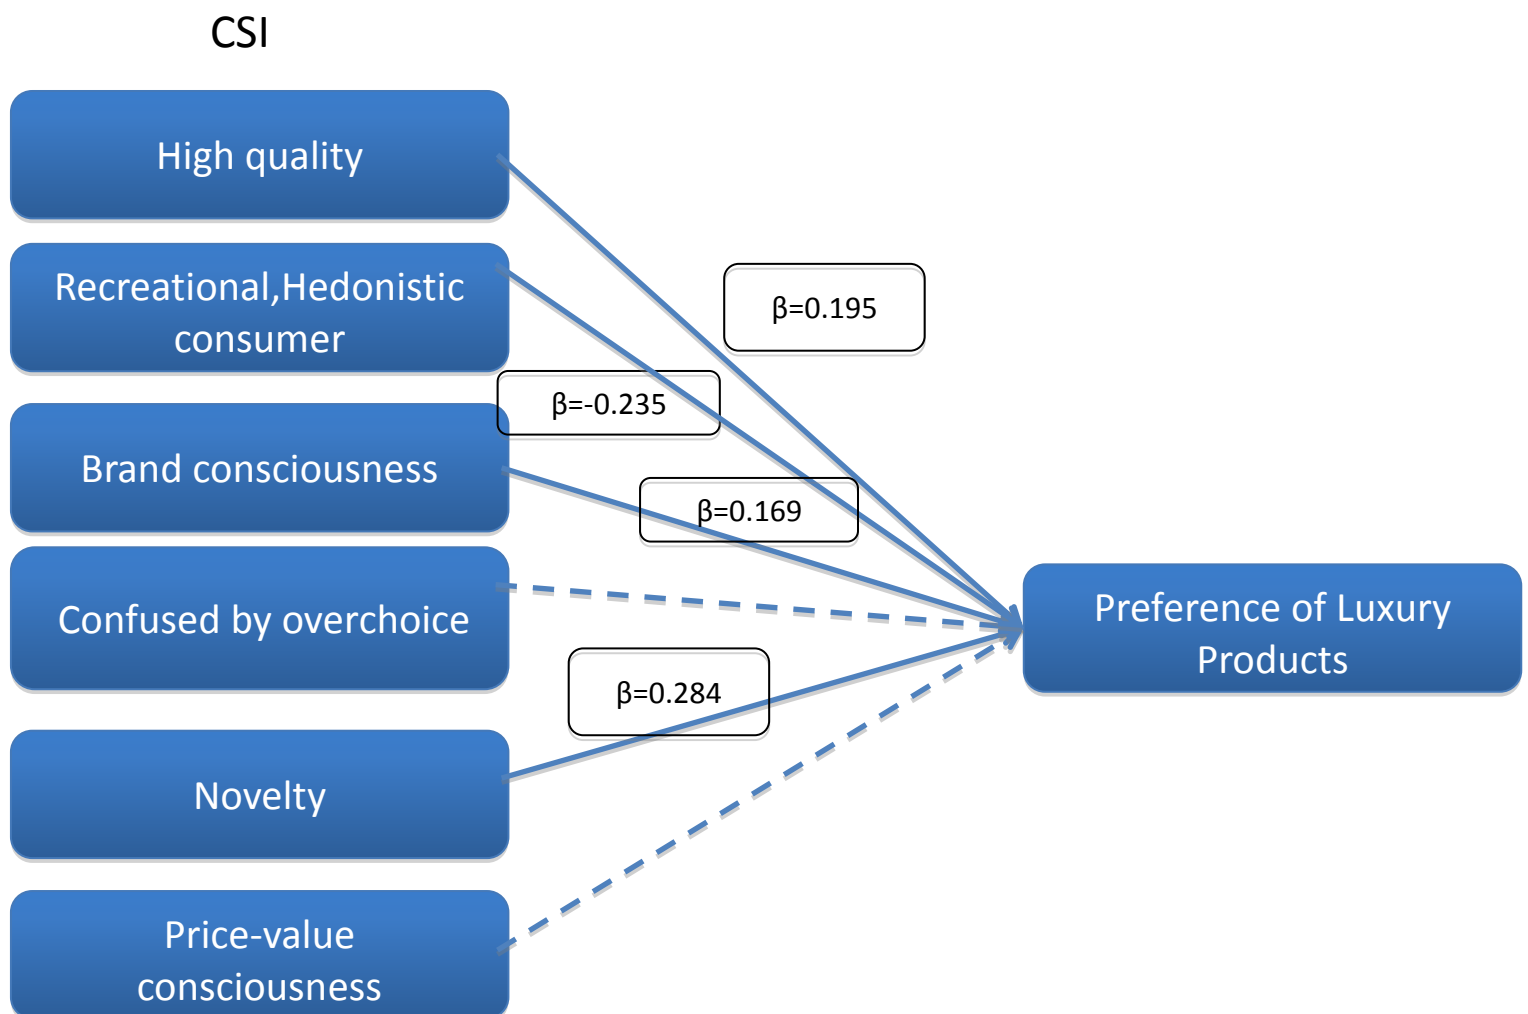 CSI
High quality
Recreational,Hedonistic
consumer
β=0.195
β=-0.235
Brand consciousness
β=0.169
Confused by overchoice
Preference of Luxury
Products
β=0.284
Novelty
Price-value
consciousness